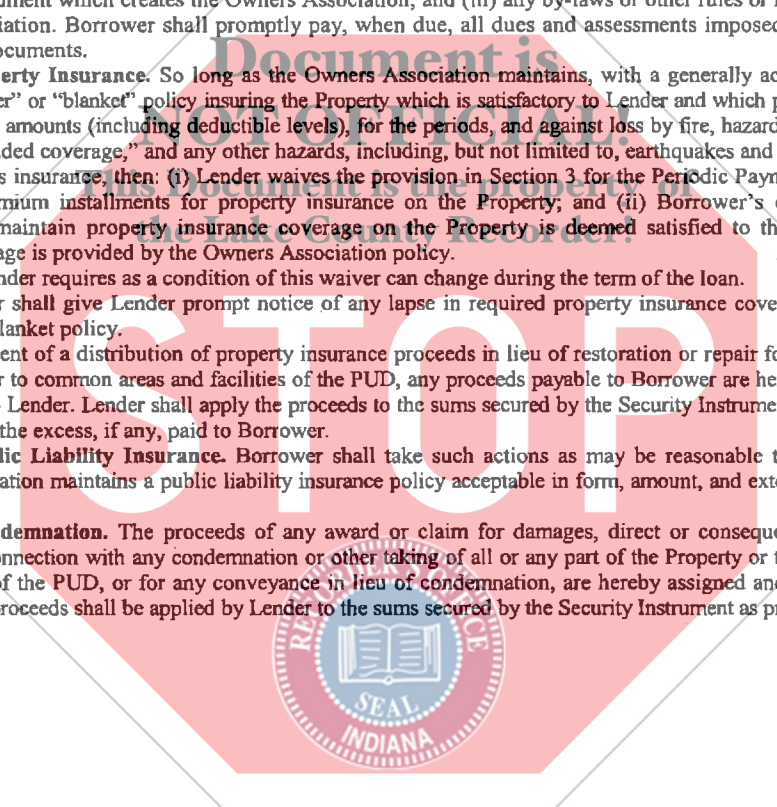 ument which creates the Owners Association; and (iii) any by-laws or other rules or
iation. Borrower shall promptly pay, when due, all dues and assessments imposed
ocuments.
Document is
erty Insurance. So long as the Owners Association maintains, with a generally ac
er” or “blanket” policy insuring the Property which is satisfactory to Lender and which p
NOT OFFICIAL!
amounts (including deductible levels), for the periods, and against loss by fire, hazard
ded coverage,” and any other hazards, including, but not limited to, earthquakes and
This Document is the property of
s insurance, then: (i) Lender waives the provision in Section 3 for the Periodic Paym
mium installments for property insurance on the Property; and (ii) Borrower's
the Lake County Recorder!
maintain property insurance coverage on the Property is deemed satisfied to th
age is provided by the Owners Association policy.
nder requires as a condition of this waiver can change during the term of the loan.
r shall give Lender prompt notice of any lapse in required property insurance cove
lanket policy.
STOP
ent of a distribution of property insurance proceeds in lieu of restoration or repair fo
r to common areas and facilities of the PUD, any proceeds payable to Borrower are he
Lender. Lender shall apply the proceeds to the sums secured by the Security Instrume
the excess, if any, paid to Borrower.
lic Liability Insurance. Borrower shall take such actions as may be reasonable t
ation maintains a public liability insurance policy acceptable in form, amount, and exte
demnation. The proceeds of any award or claim for damages, direct or consequ
onnection with any condemnation or other taking of all or any part of the Property or t
of the PUD, or for any conveyance in lieu of condemnation, are hereby assigned and
roceeds shall be applied by Lender to the sums secured by the Security Instrument as p
RECORDER'S OFFICE
SEAL
INDIANA